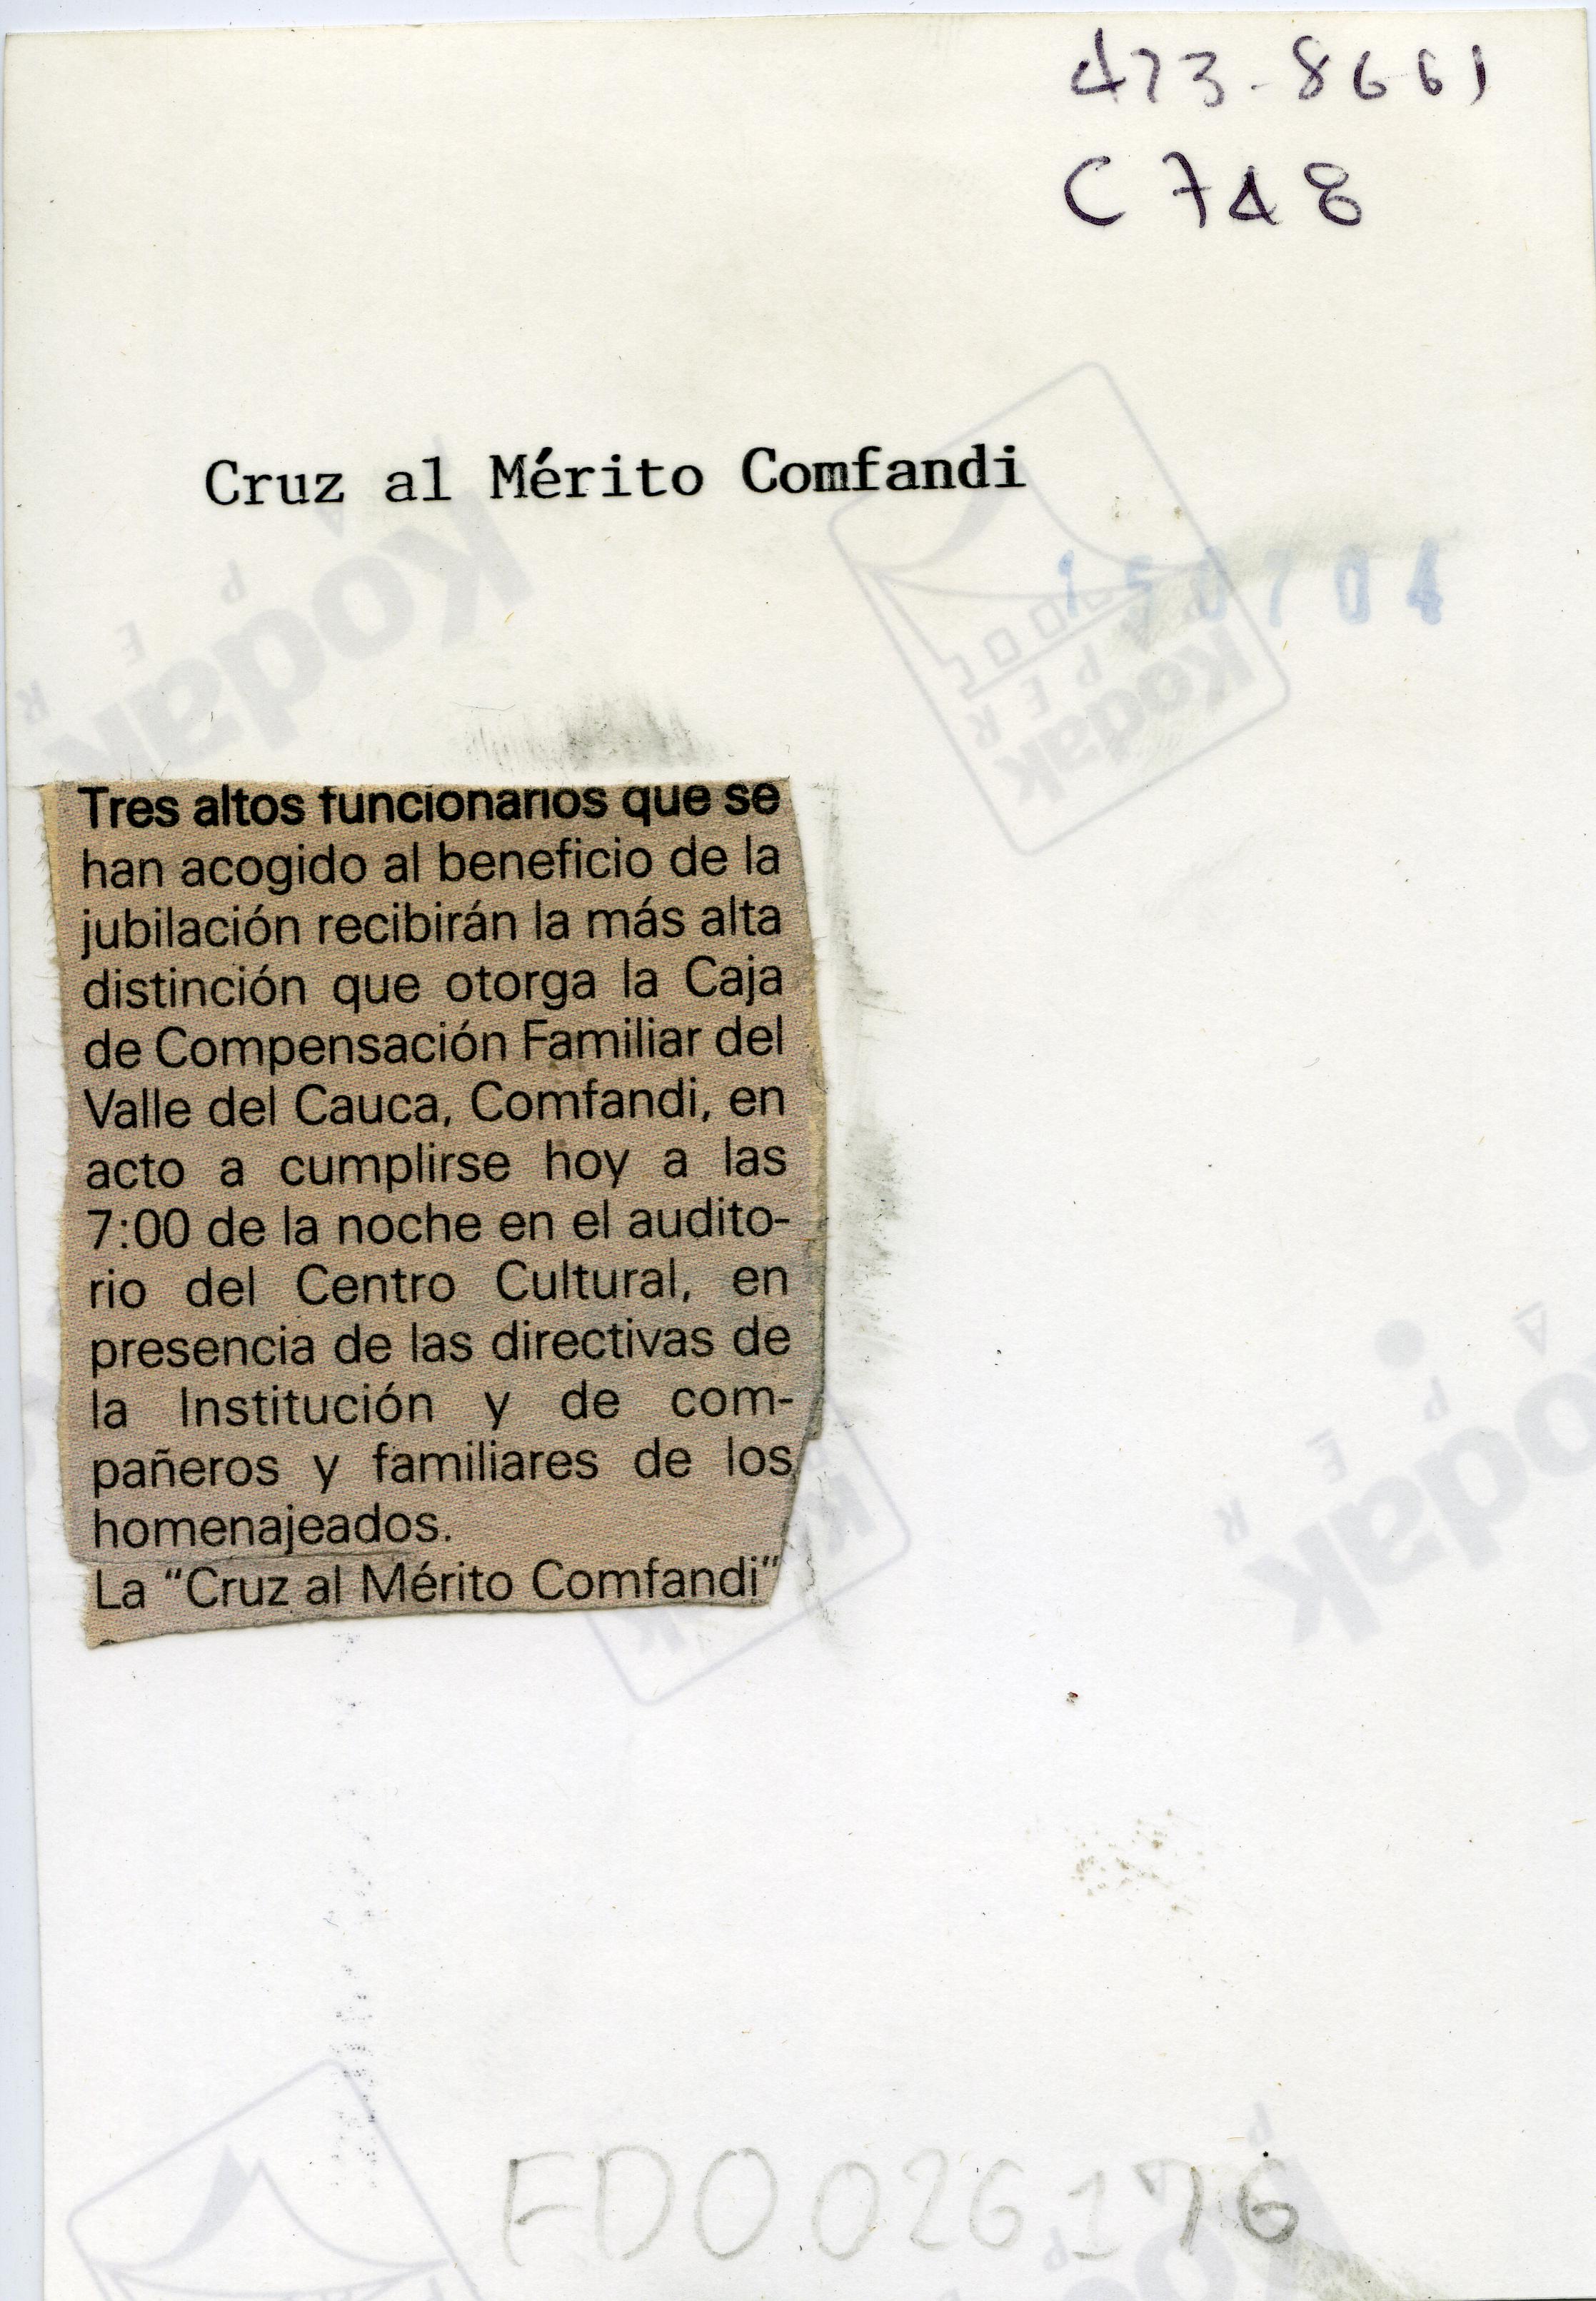 473-8661
C748
Cruz al Mérito Comfandi
150704
Tres altos funcionarios que se
han acogido al beneficio de la
jubilación recibirán la más alta
distinción que otorga la Caja
de Compensación Familiar del
Valle del Cauca, Comfandi, en
acto a cumplirse hoy a las
7:00 de la noche en el audito-
rio del Centro Cultural, en
presencia de las directivas de
la Institución y de com-
pañeros y familiares de los
homenajeados.
La “Cruz al Mérito Comfandi”
FD0026176
Kodak
Kodak
Kodak